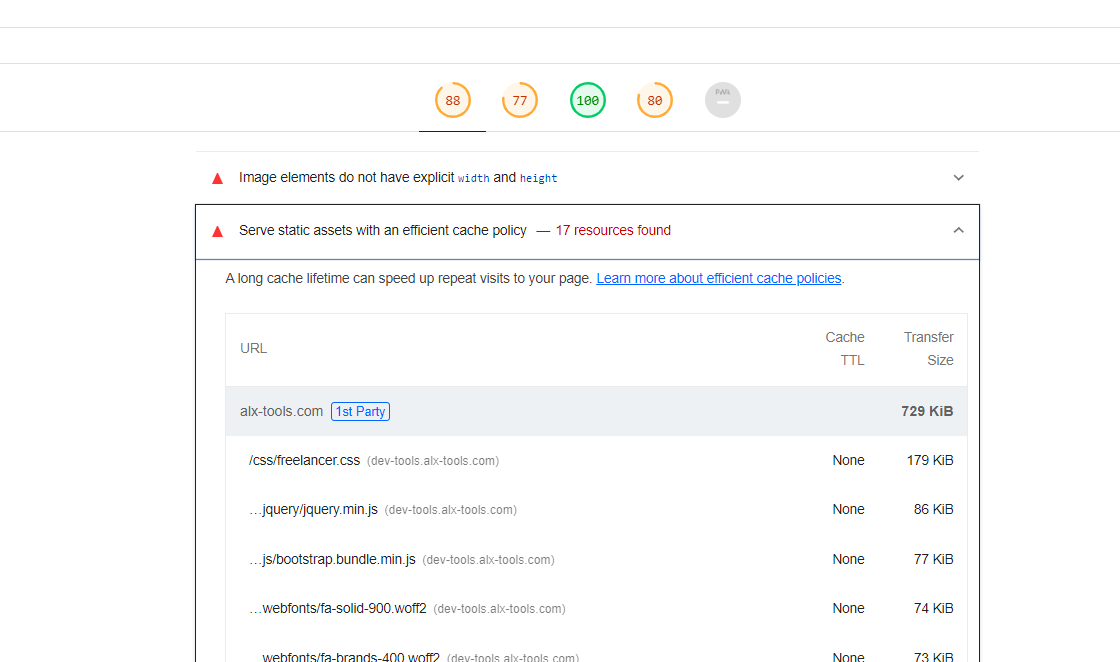 88 77 100 80 PWA
Image elements do not have explicit width and height
Serve static assets with an efficient cache policy — 17 resources found
A long cache lifetime can speed up repeat visits to your page. Learn more about efficient cache policies.
URL Cache TTL Transfer Size
alx-tools.com 1st Party 729 KiB
/css/freelancer.css (dev-tools.alx-tools.com) None 179 KiB
…jquery/jquery.min.js (dev-tools.alx-tools.com) None 86 KiB
…js/bootstrap.bundle.min.js (dev-tools.alx-tools.com) None 77 KiB
…webfonts/fa-solid-900.woff2 (dev-tools.alx-tools.com) None 74 KiB
…webfonts/fa-brands-400.woff2 (dev-tools.alx-tools.com) None 73 KiB